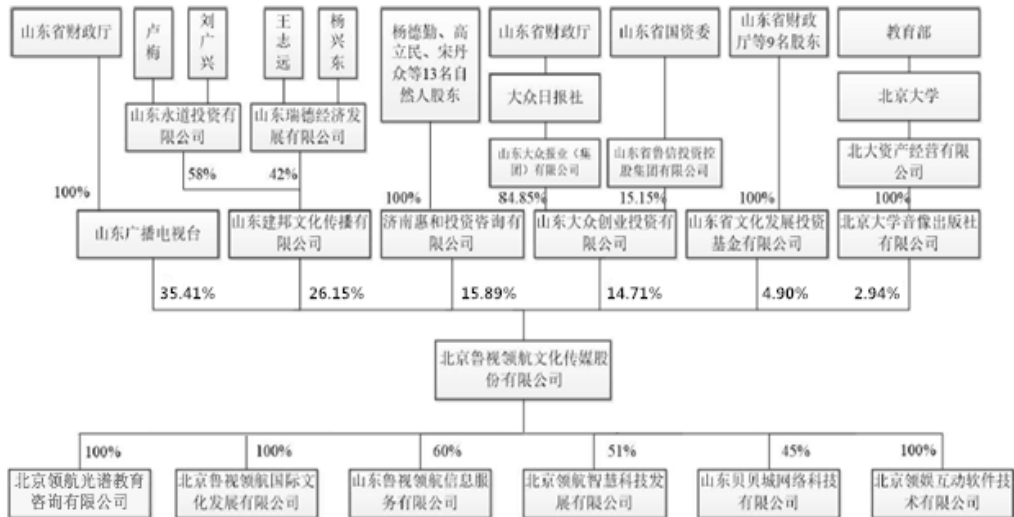 山东省财政厅
卢梅
刘广兴
王志远
杨兴东
杨德勤、高
立民、宋丹
众等13名自
然人股东
山东省财政厅
山东省国资委
山东省财政
厅等9名股东
教育部
大众日报社
北京大学
山东永道投资有
限公司
山东瑞德经济发
展有限公司
山东大众报业（集
团）有限公司
山东省鲁信投资控
股集团有限公司
北大资产经营有限
公司
58%
42%
100%
100%
84.85%
15.15%
100%
100%
山东广播电视台
山东建邦文化传播有
限公司
济南惠和投资咨询有
限公司
山东大众创业投资有
限公司
山东省文化发展投资
基金有限公司
北京大学音像出版社
有限公司
35.41%
26.15%
15.89%
14.71%
4.90%
2.94%
北京鲁视领航文化传媒股
份有限公司
100%
100%
60%
51%
45%
100%
北京领航光谱教育
咨询有限公司
北京鲁视领航国际文
化发展有限公司
山东鲁视领航信息服
务有限公司
北京领航智慧科技发
展有限公司
山东贝贝城网络科技
有限公司
北京领娱互动软件技
术有限公司